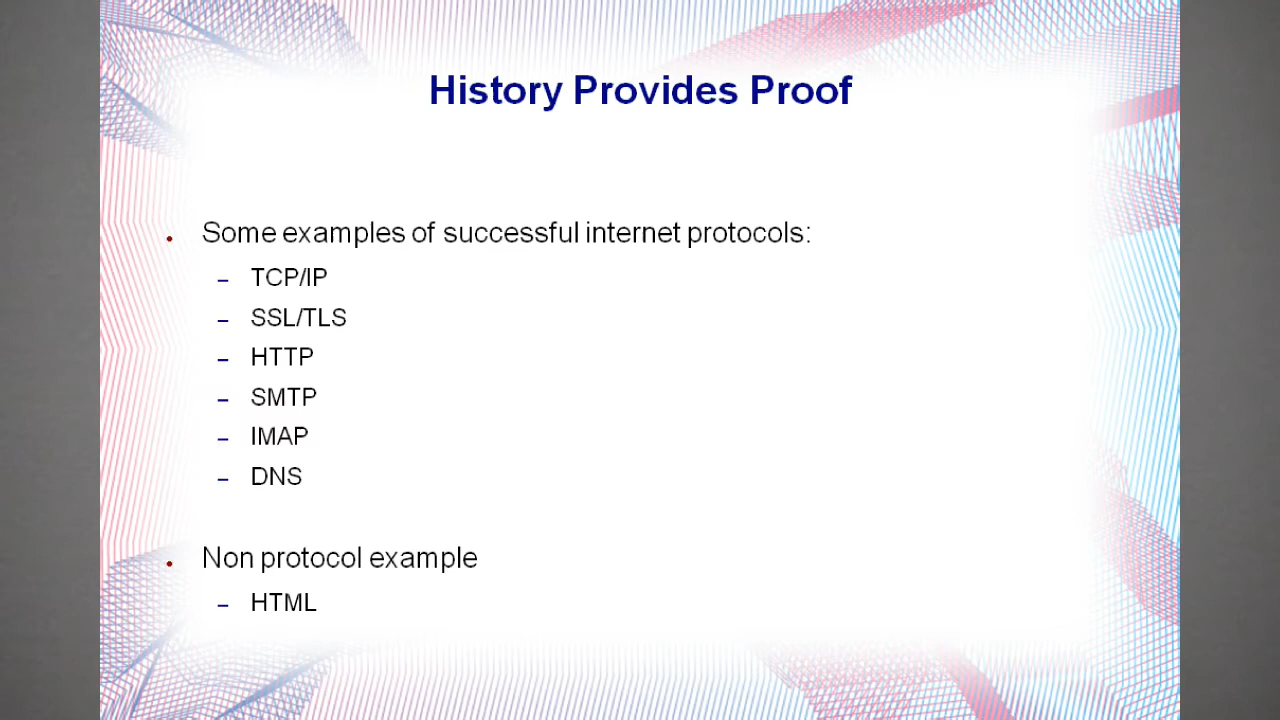 History Provides Proof
• Some examples of successful internet protocols:
– TCP/IP
– SSL/TLS
– HTTP
– SMTP
– IMAP
– DNS
• Non protocol example
– HTML